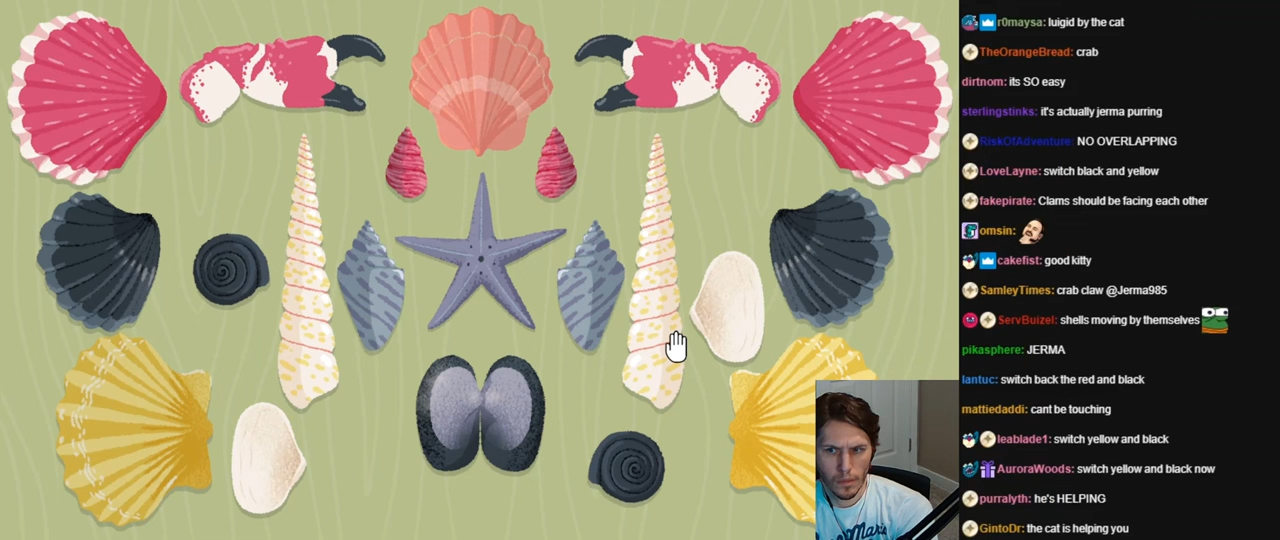 r0maysa: luigid by the cat
TheOrangeBread: crab
dirtnom: its SO easy
sterlingstinks: it's actually jerma purring
RiskOfAdventure: NO OVERLAPPING
LoveLayne: switch black and yellow
fakepirate: Clams should be facing each other
omsin:
cakefist: good kitty
SamleyTimes: crab claw @Jerma985
ServBuizel: shells moving by themselves
pikasphere: JERMA
lantuc: switch back the red and black
mattiedaddi: cant be touching
leablade1: switch yellow and black
AuroraWoods: switch yellow and black now
purralyth: he's HELPING
GintoDr: the cat is helping you